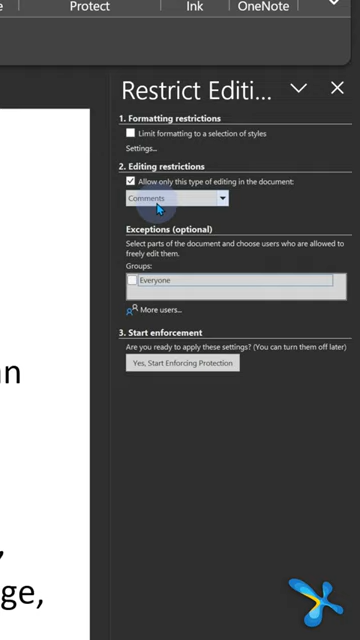 Protect
Ink
OneNote
Restrict Editi...
1. Formatting restrictions
Limit formatting to a selection of styles
Settings...
2. Editing restrictions
Allow only this type of editing in the document:
Comments
Exceptions (optional)
Select parts of the document and choose users who are allowed to
freely edit them.
Groups:
Everyone
More users...
3. Start enforcement
Are you ready to apply these settings? (You can turn them off later)
Yes, Start Enforcing Protection
ge,